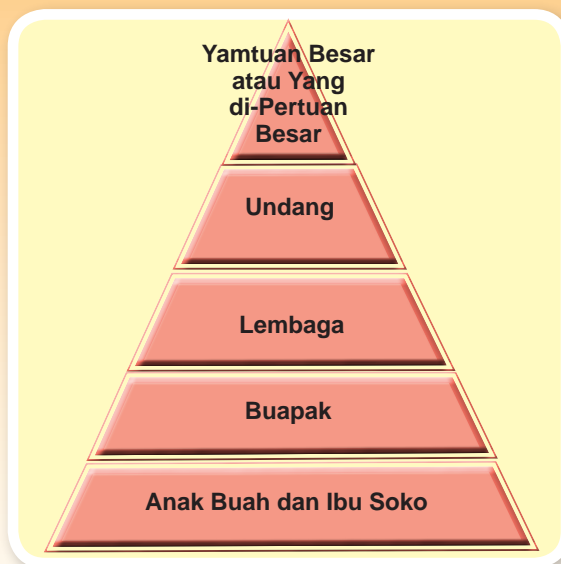 Yamtuan Besar
atau Yang
di-Pertuan
Besar
Undang
Lembaga
Buapak
Anak Buah dan Ibu Soko